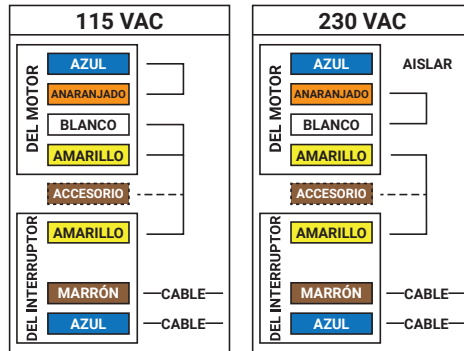 115 VAC
DEL MOTOR
AZUL
ANARANJADO
BLANCO
AMARILLO
ACCESORIO
DEL INTERRUPTOR
AMARILLO
MARRÓN
CABLE
AZUL
CABLE
230 VAC
DEL MOTOR
AZUL
AISLAR
ANARANJADO
BLANCO
AMARILLO
ACCESORIO
DEL INTERRUPTOR
AMARILLO
MARRÓN
CABLE
AZUL
CABLE